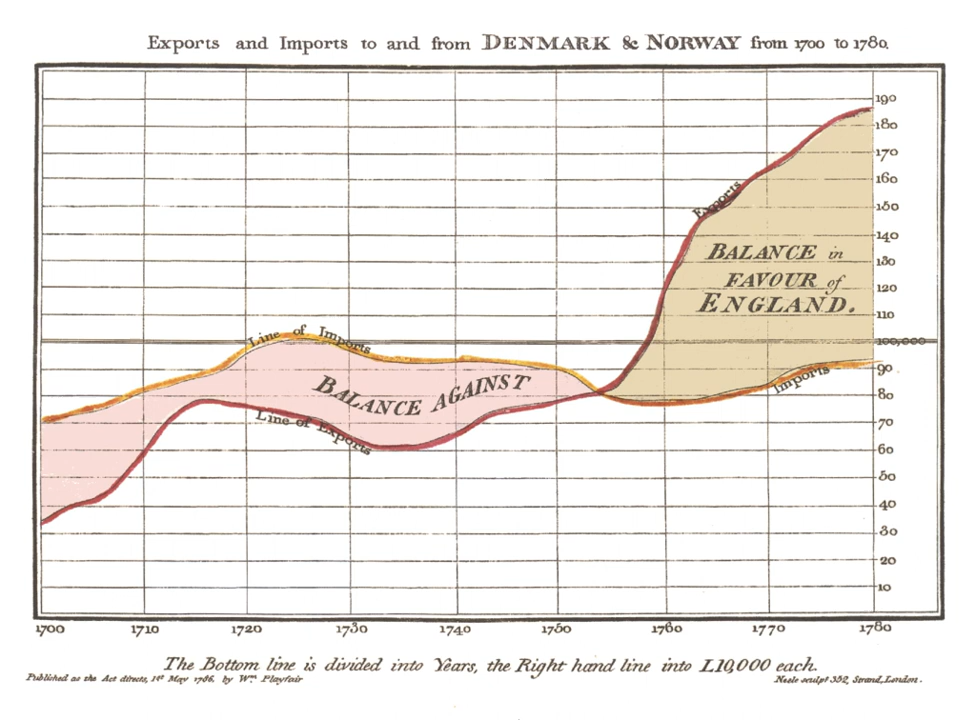 Exports and Imports to and from DENMARK & NORWAY from 1700 to 1780.
190
180
170
160
150
140
130
120
110
100,000
90
80
70
60
50
40
30
20
10
Exports
BALANCE in
FAVOUR of
ENGLAND.
Line of Imports
BALANCE AGAINST
Imports
Line of Exports
1700 1710 1720 1730 1740 1750 1760 1770 1780
The Bottom line is divided into Years, the Right hand line into L10,000 each.
Published as the Act directs, 1st May 1786, by Wm. Playfair
Neele sculpt 352, Strand, London.